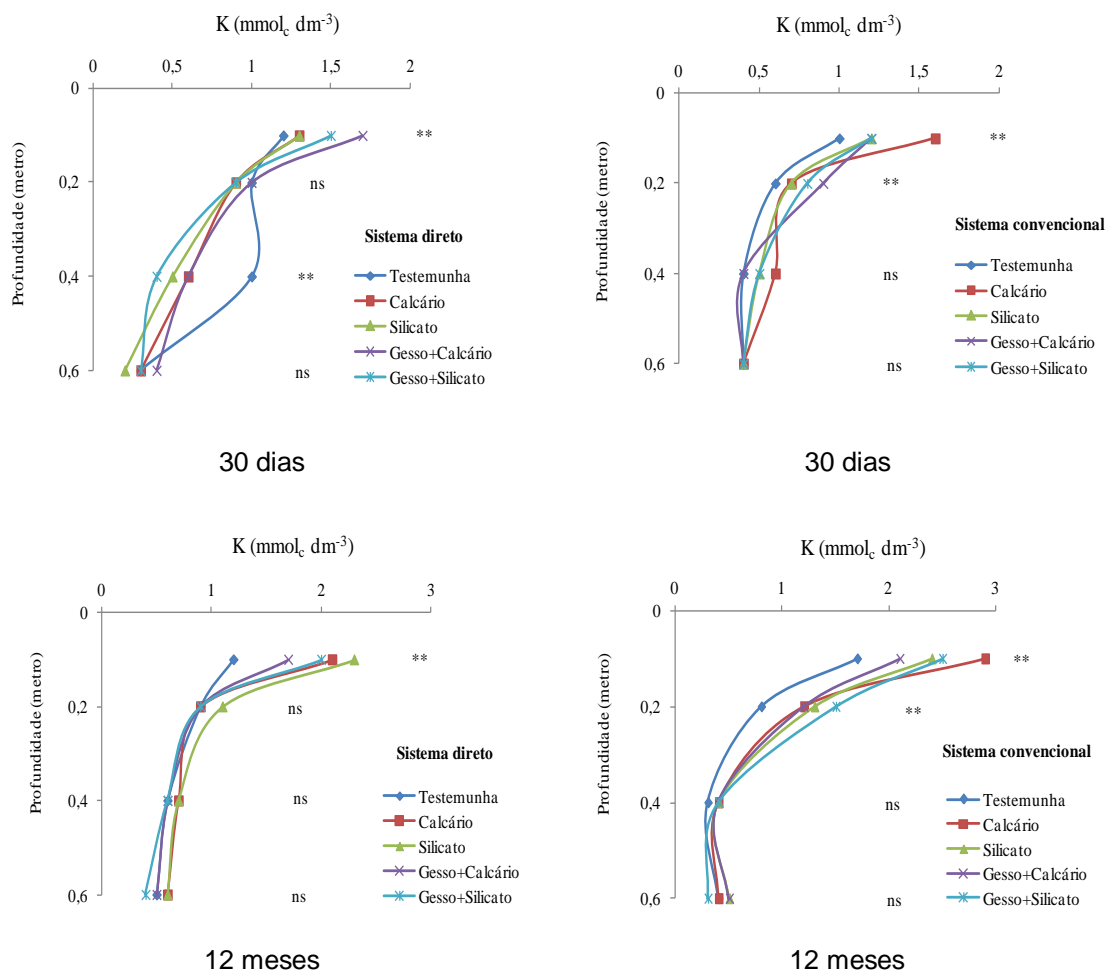 K (mmolc dm-3)
0 0,5 1 1,5 2
Profundidade (metro)
0
0,2
0,4
0,6
**
ns
**
ns
Sistema direto
Testemunha
Calcário
Silicato
Gesso+Calcário
Gesso+Silicato
30 dias
K (mmolc dm-3)
0 0,5 1 1,5 2
Profundidade (metro)
0
0,2
0,4
0,6
**
**
ns
ns
Sistema convencional
Testemunha
Calcário
Silicato
Gesso+Calcário
Gesso+Silicato
30 dias
K (mmolc dm-3)
0 1 2 3
Profundidade (metro)
0
0,2
0,4
0,6
**
ns
ns
ns
Sistema direto
Testemunha
Calcário
Silicato
Gesso+Calcário
Gesso+Silicato
12 meses
K (mmolc dm-3)
0 1 2 3
Profundidade (metro)
0
0,2
0,4
0,6
**
**
ns
ns
Sistema convencional
Testemunha
Calcário
Silicato
Gesso+Calcário
Gesso+Silicato
12 meses